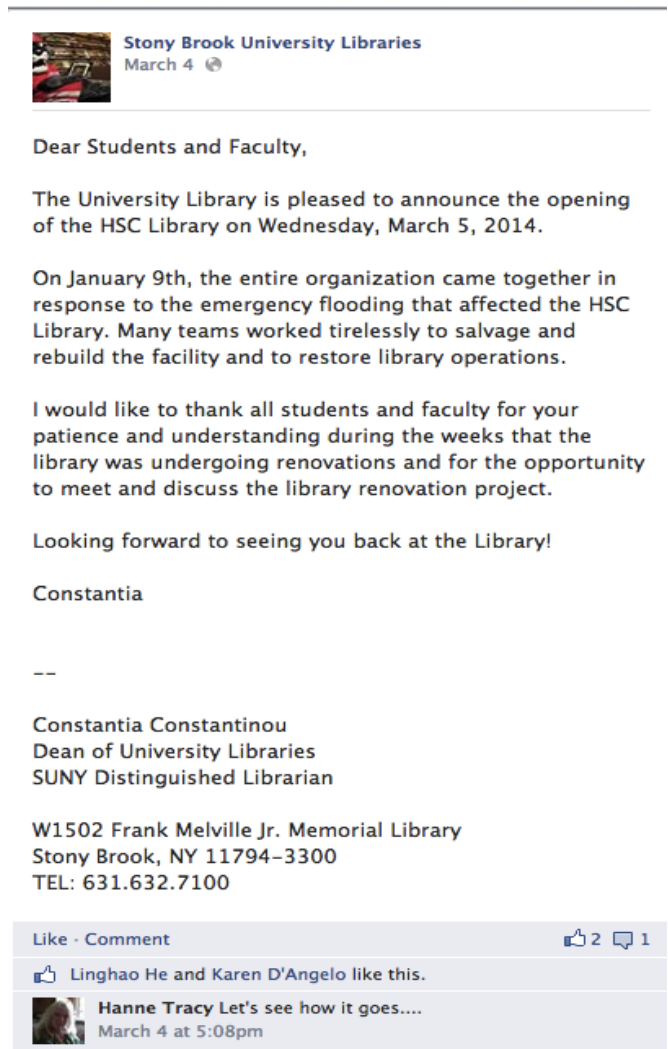 Stony Brook University Libraries
March 4
Dear Students and Faculty,
The University Library is pleased to announce the opening
of the HSC Library on Wednesday, March 5, 2014.
On January 9th, the entire organization came together in
response to the emergency flooding that affected the HSC
Library. Many teams worked tirelessly to salvage and
rebuild the facility and to restore library operations.
I would like to thank all students and faculty for your
patience and understanding during the weeks that the
library was undergoing renovations and for the opportunity
to meet and discuss the library renovation project.
Looking forward to seeing you back at the Library!
Constantia
--
Constantia Constantinou
Dean of University Libraries
SUNY Distinguished Librarian
W1502 Frank Melville Jr. Memorial Library
Stony Brook, NY 11794-3300
TEL: 631.632.7100
Like · Comment 2 1
Linghao He and Karen D'Angelo like this.
Hanne Tracy Let's see how it goes....
March 4 at 5:08pm